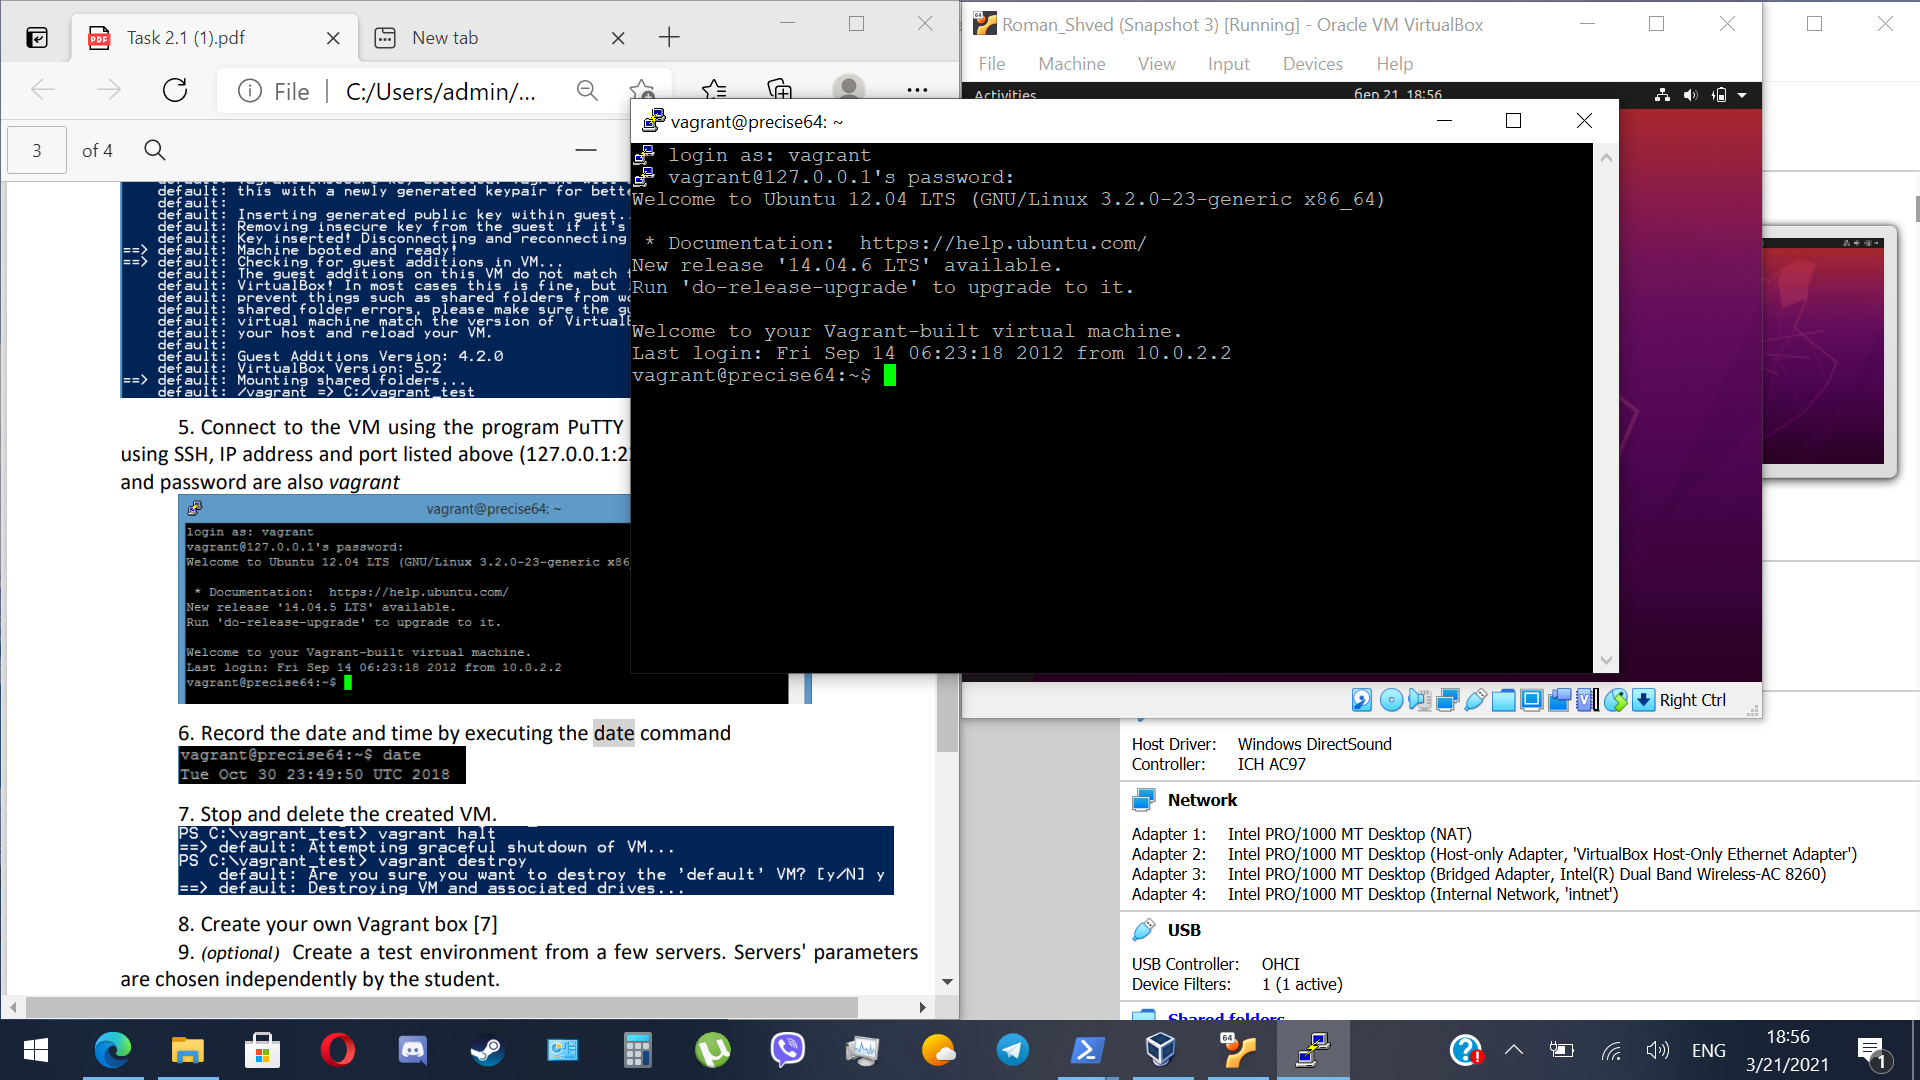 Task 2.1 (1).pdf
New tab
File
C:/Users/admin/...
3
of 4
default:
default: this with a newly generated keypair for bette
default:
default: Inserting generated public key within guest..
default: Removing insecure key from the guest if it's
default: Key inserted! Disconnecting and reconnecting
==> default: Machine booted and ready!
==> default: Checking for guest additions in VM...
default: The guest additions on this VM do not match
default: VirtualBox! In most cases this is fine, but
default: prevent things such as shared folders from wo
default: shared folder errors, please make sure the gu
default: virtual machine match the version of Virtual
default: your host and reload your VM.
default:
default: Guest Additions Version: 4.2.0
default: VirtualBox Version: 5.2
==> default: Mounting shared folders...
default: /vagrant => C:/vagrant_test
5. Connect to the VM using the program PuTTY
using SSH, IP address and port listed above (127.0.0.1:2
and password are also vagrant
vagrant@precise64: ~
login as: vagrant
vagrant@127.0.0.1's password:
Welcome to Ubuntu 12.04 LTS (GNU/Linux 3.2.0-23-generic x86
* Documentation:  https://help.ubuntu.com/
New release '14.04.5 LTS' available.
Run 'do-release-upgrade' to upgrade to it.
Welcome to your Vagrant-built virtual machine.
Last login: Fri Sep 14 06:23:18 2012 from 10.0.2.2
vagrant@precise64:~$
6. Record the date and time by executing the date command
vagrant@precise64:~$ date
Tue Oct 30 23:49:50 UTC 2018
7. Stop and delete the created VM.
PS C:\vagrant_test> vagrant halt
==> default: Attempting graceful shutdown of VM...
PS C:\vagrant_test> vagrant destroy
default: Are you sure you want to destroy the 'default' VM? [y/N] y
==> default: Destroying VM and associated drives...
8. Create your own Vagrant box [7]
9. (optional) Create a test environment from a few servers. Servers' parameters
are chosen independently by the student.
Roman_Shved (Snapshot 3) [Running] - Oracle VM VirtualBox
File Machine View Input Devices Help
Activities
бер 21 18:56
vagrant@precise64: ~
login as: vagrant
vagrant@127.0.0.1's password:
Welcome to Ubuntu 12.04 LTS (GNU/Linux 3.2.0-23-generic x86_64)
* Documentation:  https://help.ubuntu.com/
New release '14.04.6 LTS' available.
Run 'do-release-upgrade' to upgrade to it.
Welcome to your Vagrant-built virtual machine.
Last login: Fri Sep 14 06:23:18 2012 from 10.0.2.2
vagrant@precise64:~$
Right Ctrl
Host Driver: Windows DirectSound
Controller: ICH AC97
Network
Adapter 1: Intel PRO/1000 MT Desktop (NAT)
Adapter 2: Intel PRO/1000 MT Desktop (Host-only Adapter, 'VirtualBox Host-Only Ethernet Adapter')
Adapter 3: Intel PRO/1000 MT Desktop (Bridged Adapter, Intel(R) Dual Band Wireless-AC 8260)
Adapter 4: Intel PRO/1000 MT Desktop (Internal Network, 'intnet')
USB
USB Controller: OHCI
Device Filters: 1 (1 active)
Shared folders
ENG
18:56
3/21/2021
1